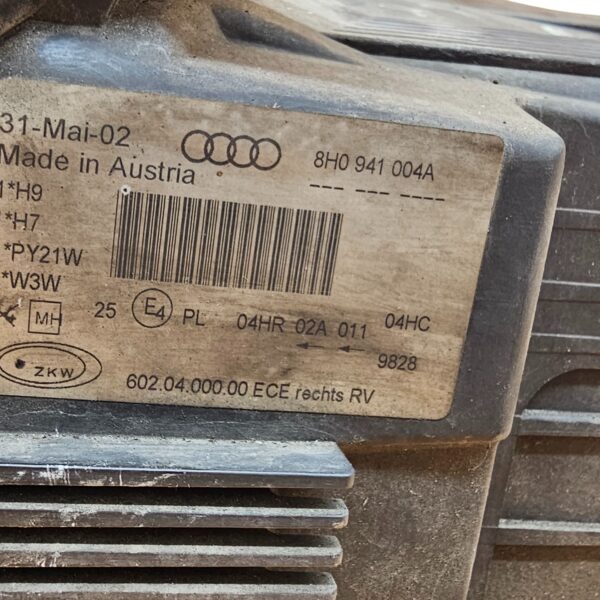 31-Mai-02
Made in Austria
8H0 941 004A
--- --- ----
1*H9
*H7
*PY21W
*W3W
MH 25 E4 PL 04HR 02A 011 04HC
9828
ZKW
602.04.000.00 ECE rechts RV